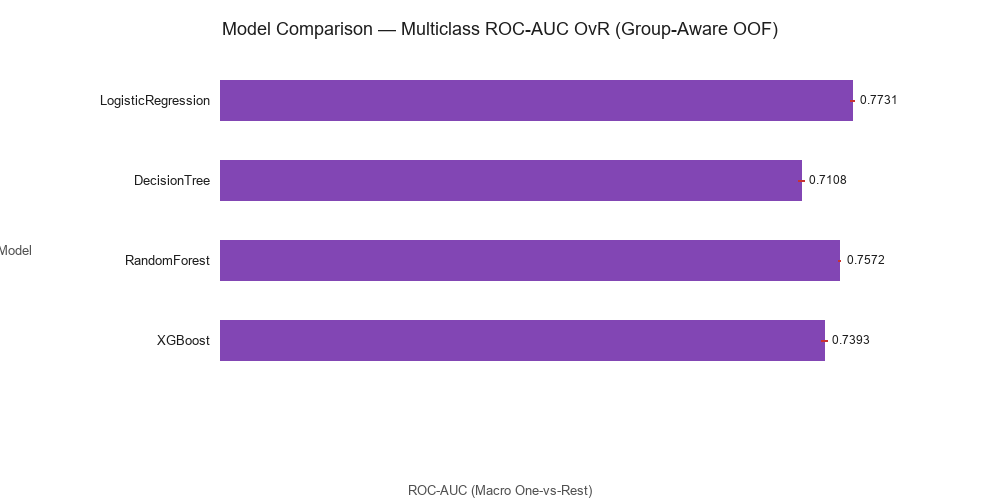 Model Comparison — Multiclass ROC-AUC OvR (Group-Aware OOF)
LogisticRegression 0.7731
DecisionTree 0.7108
Model
RandomForest 0.7572
XGBoost 0.7393
ROC-AUC (Macro One-vs-Rest)